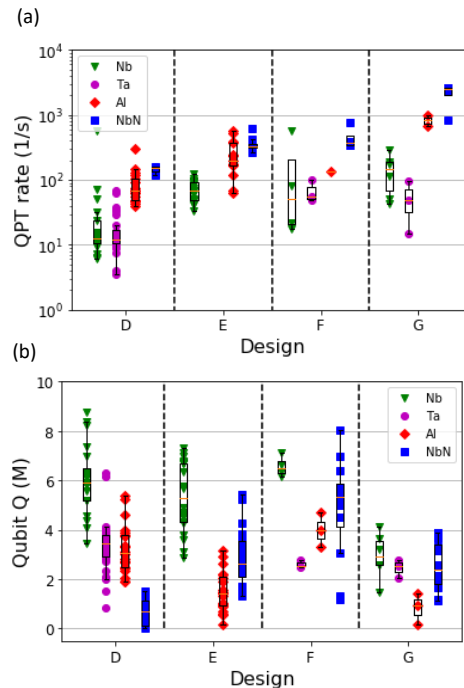 (a)
10⁴
10³
10²
10¹
10⁰
QPT rate (1/s)
Nb
Ta
Al
NbN
D E F G
Design
(b)
10
8
6
4
2
0
Qubit Q (M)
Nb
Ta
Al
NbN
D E F G
Design